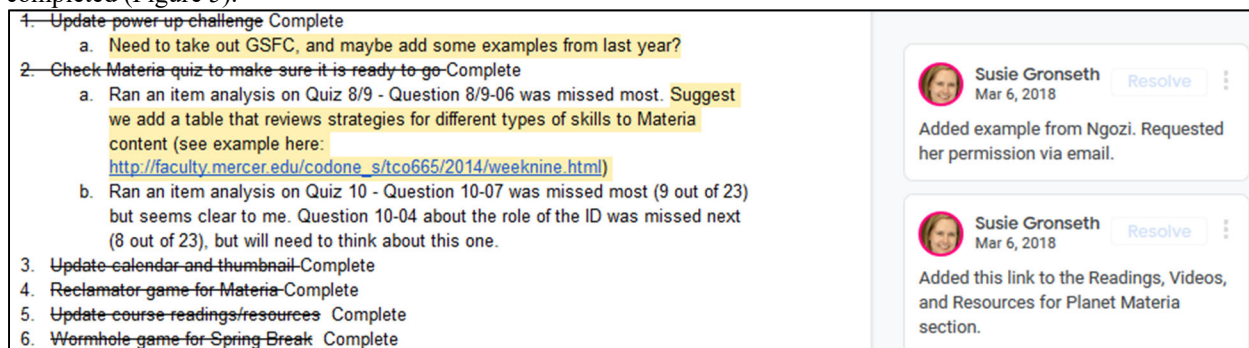 completed (Figure 3).
1. Update power up challenge Complete
a. Need to take out GSFC, and maybe add some examples from last year?
2. Check Materia quiz to make sure it is ready to go Complete
a. Ran an item analysis on Quiz 8/9 - Question 8/9-06 was missed most. Suggest
we add a table that reviews strategies for different types of skills to Materia
content (see example here:
http://faculty.mercer.edu/codone_s/tco665/2014/weeknine.html)
b. Ran an item analysis on Quiz 10 - Question 10-07 was missed most (9 out of 23)
but seems clear to me. Question 10-04 about the role of the ID was missed next
(8 out of 23), but will need to think about this one.
3. Update calendar and thumbnail Complete
4. Reclamator game for Materia Complete
5. Update course readings/resources Complete
6. Wormhole game for Spring Break Complete
Susie Gronseth
Resolve
Mar 6, 2018
Added example from Ngozi. Requested
her permission via email.
Susie Gronseth
Resolve
Mar 6, 2018
Added this link to the Readings, Videos,
and Resources for Planet Materia
section.